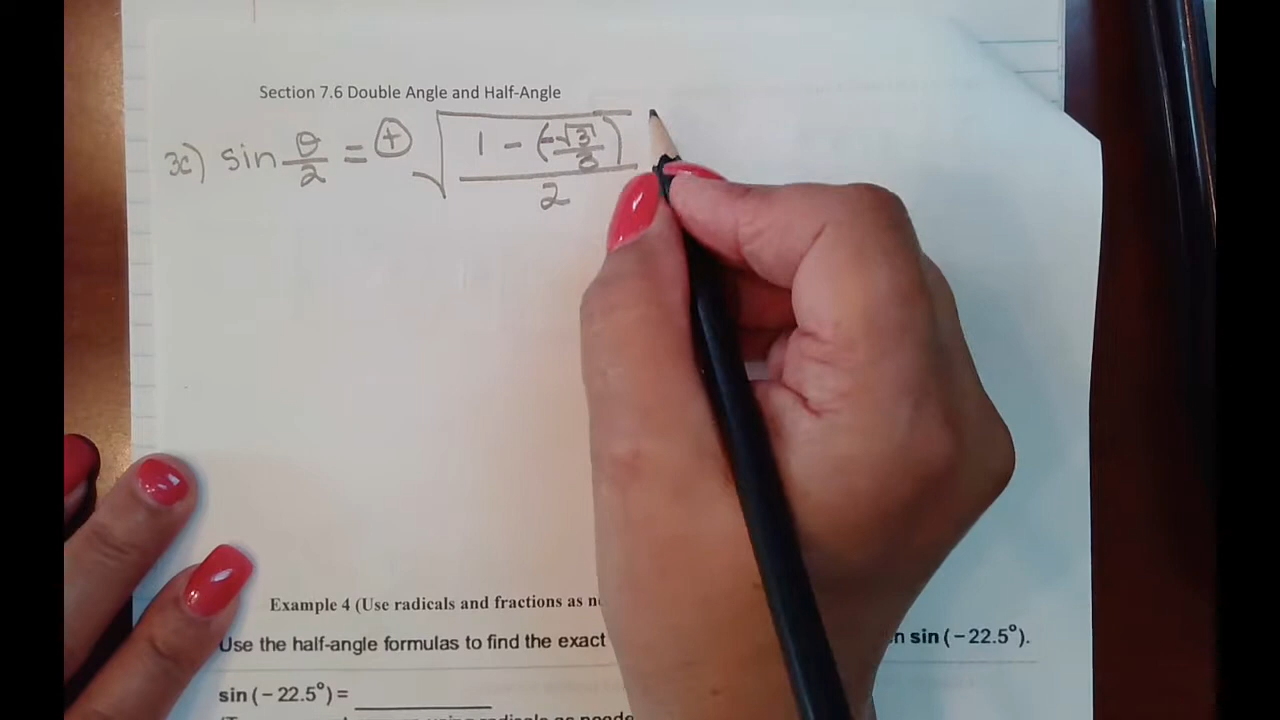 Section 7.6 Double Angle and Half-Angle
3c) sin θ/2 = ⊕ √((1 - (-√3/3))/2)
Example 4 (Use radicals and fractions as
Use the half-angle formulas to find the exact sin (−22.5°).
sin (− 22.5°) = ________